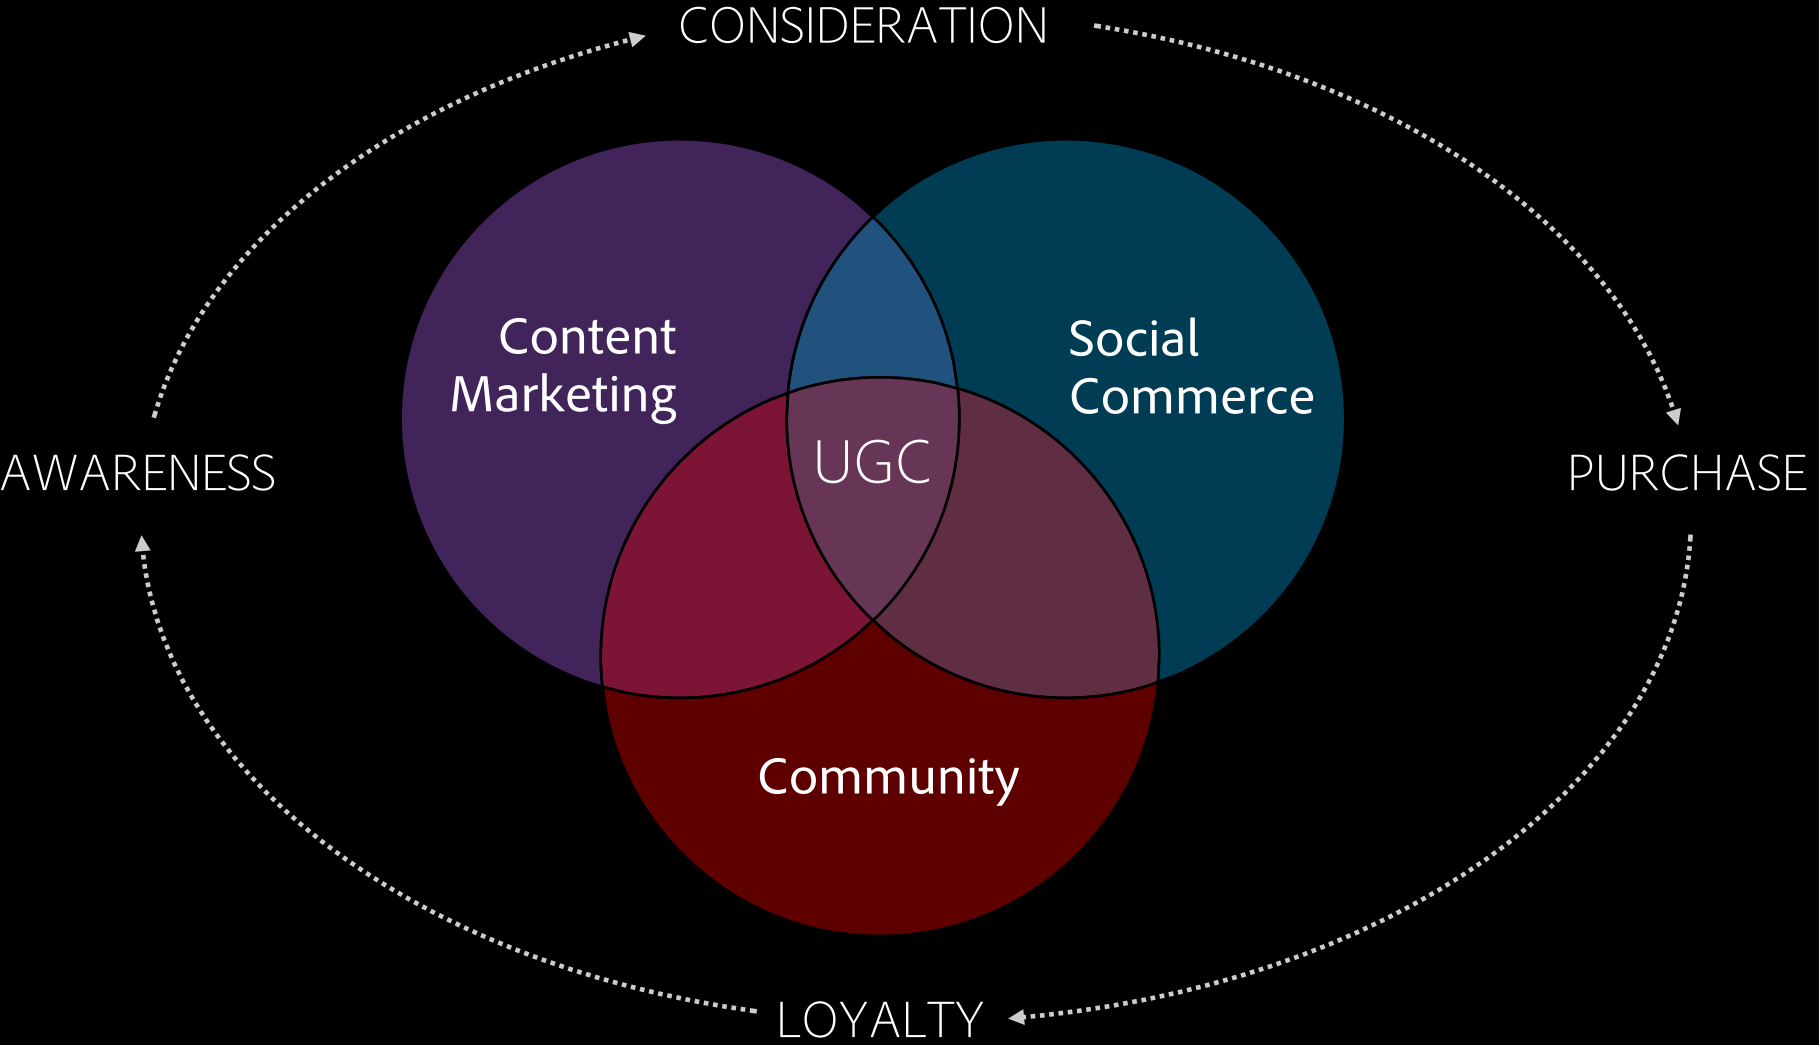 CONSIDERATION
Content
Marketing
Social
Commerce
UGC
AWARENESS
PURCHASE
Community
LOYALTY